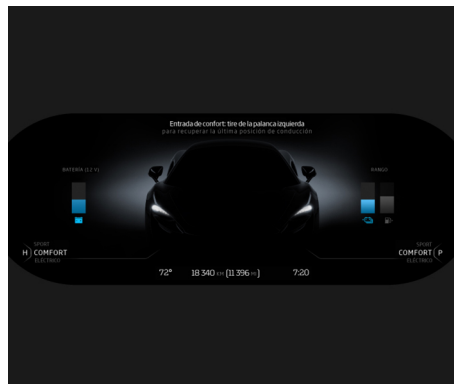 Entrada de confort: tire de la palanca izquierda
para recuperar la última posición de conducción
BATERÍA (12 V)
RANGO
SPORT
H) COMFORT
ELÉCTRICO
SPORT
COMFORT (P
ELÉCTRICO
72° 18 340 KM [11 396 MI] 7:20